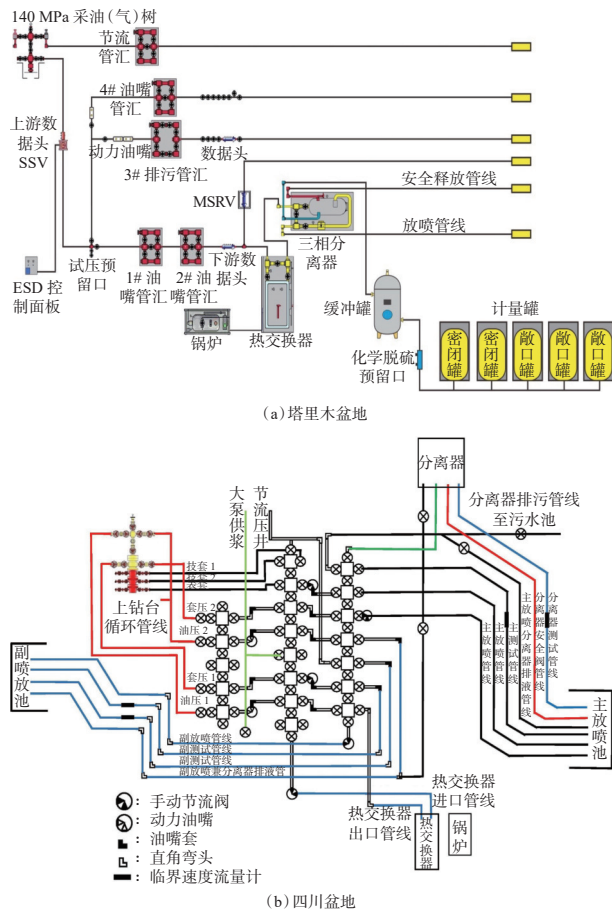 140 MPa 采油（气）树
节流
管汇
4# 油嘴
管汇
上游数
据头
SSV
动力油嘴
数据头
3# 排污管汇
MSRV
安全释放管线
放喷管线
三相分
离器
试压预
留口
1# 油
嘴管汇
2# 油
嘴管汇
下游数
据头
ESD 控
制面板
锅炉
热交换器
缓冲罐
计量罐
化学脱硫
预留口
密闭罐
密闭罐
敞口罐
敞口罐
敞口罐
（a）塔里木盆地
分离器
大泵供浆
节流压井
分离器排污管线
至污水池
技套 1
技套 2
表套
上钻台
循环管线
套压 2
油压 2
套压 1
油压 1
副喷放池
主放喷管线
主测试管线
主放喷分离器排液管线
分离器安全阀管线
分离器测试管线
主放喷池
副放喷管线
副测试管线
副测试管线
副放喷兼分离器排液管
热交换器
进口管线
热交换器
出口管线
热交换器
锅炉
：手动节流阀
：动力油嘴
：油嘴套
：直角弯头
：临界速度流量计
（b）四川盆地